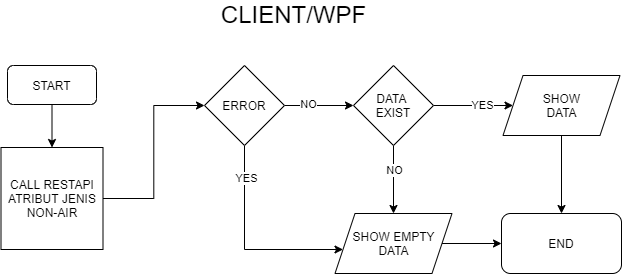 CLIENT/WPF
START
CALL RESTAPI
ATRIBUT JENIS
NON-AIR
ERROR
NO
DATA
EXIST
YES
SHOW
DATA
YES
NO
SHOW EMPTY
DATA
END